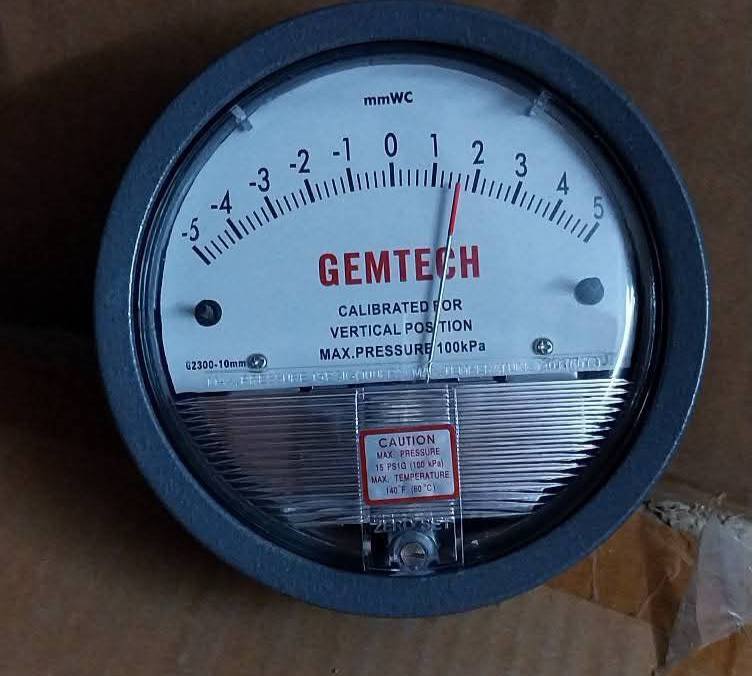 mmWC
-5 -4 -3 -2 -1 0 1 2 3 4 5
GEMTECH
CALIBRATED FOR
VERTICAL POSITION
MAX.PRESSURE 100kPa
G2300-10mm
CAUTION
MAX. PRESSURE
15 PSIG (100 kPa)
MAX. TEMPERATURE
140°F (60°C)
ZERO SET